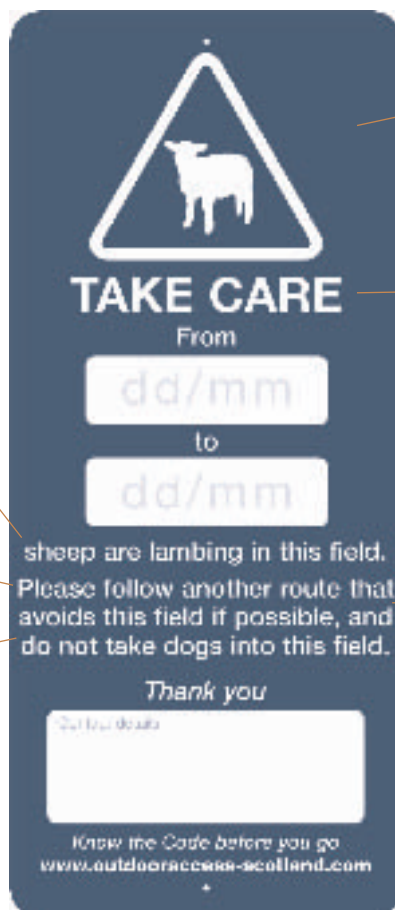 TAKE CARE
From
dd/mm
to
dd/mm
sheep are lambing in this field.
Please follow another route that
avoids this field if possible, and
do not take dogs into this field.
Thank you
Contact details
Know the Code before you go
www.outdooraccess-scotland.com